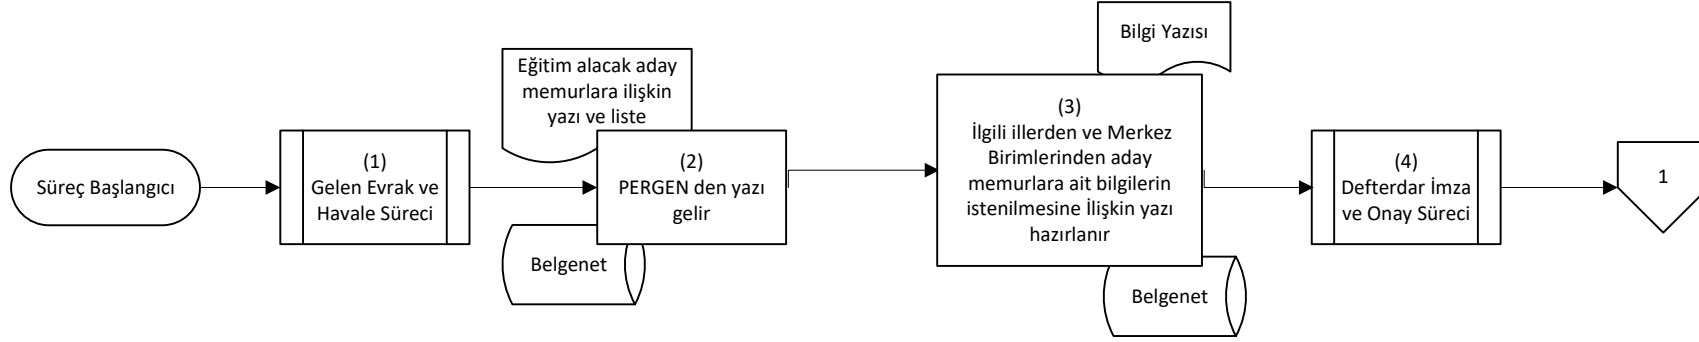 Süreç Başlangıcı
(1)
Gelen Evrak ve
Havale Süreci
Eğitim alacak aday
memurlara ilişkin
yazı ve liste
(2)
PERGEN den yazı
gelir
Belgenet
Bilgi Yazısı
(3)
İlgili illerden ve Merkez
Birimlerinden aday
memurlara ait bilgilerin
istenilmesine İlişkin yazı
hazırlanır
Belgenet
(4)
Defterdar İmza
ve Onay Süreci
1